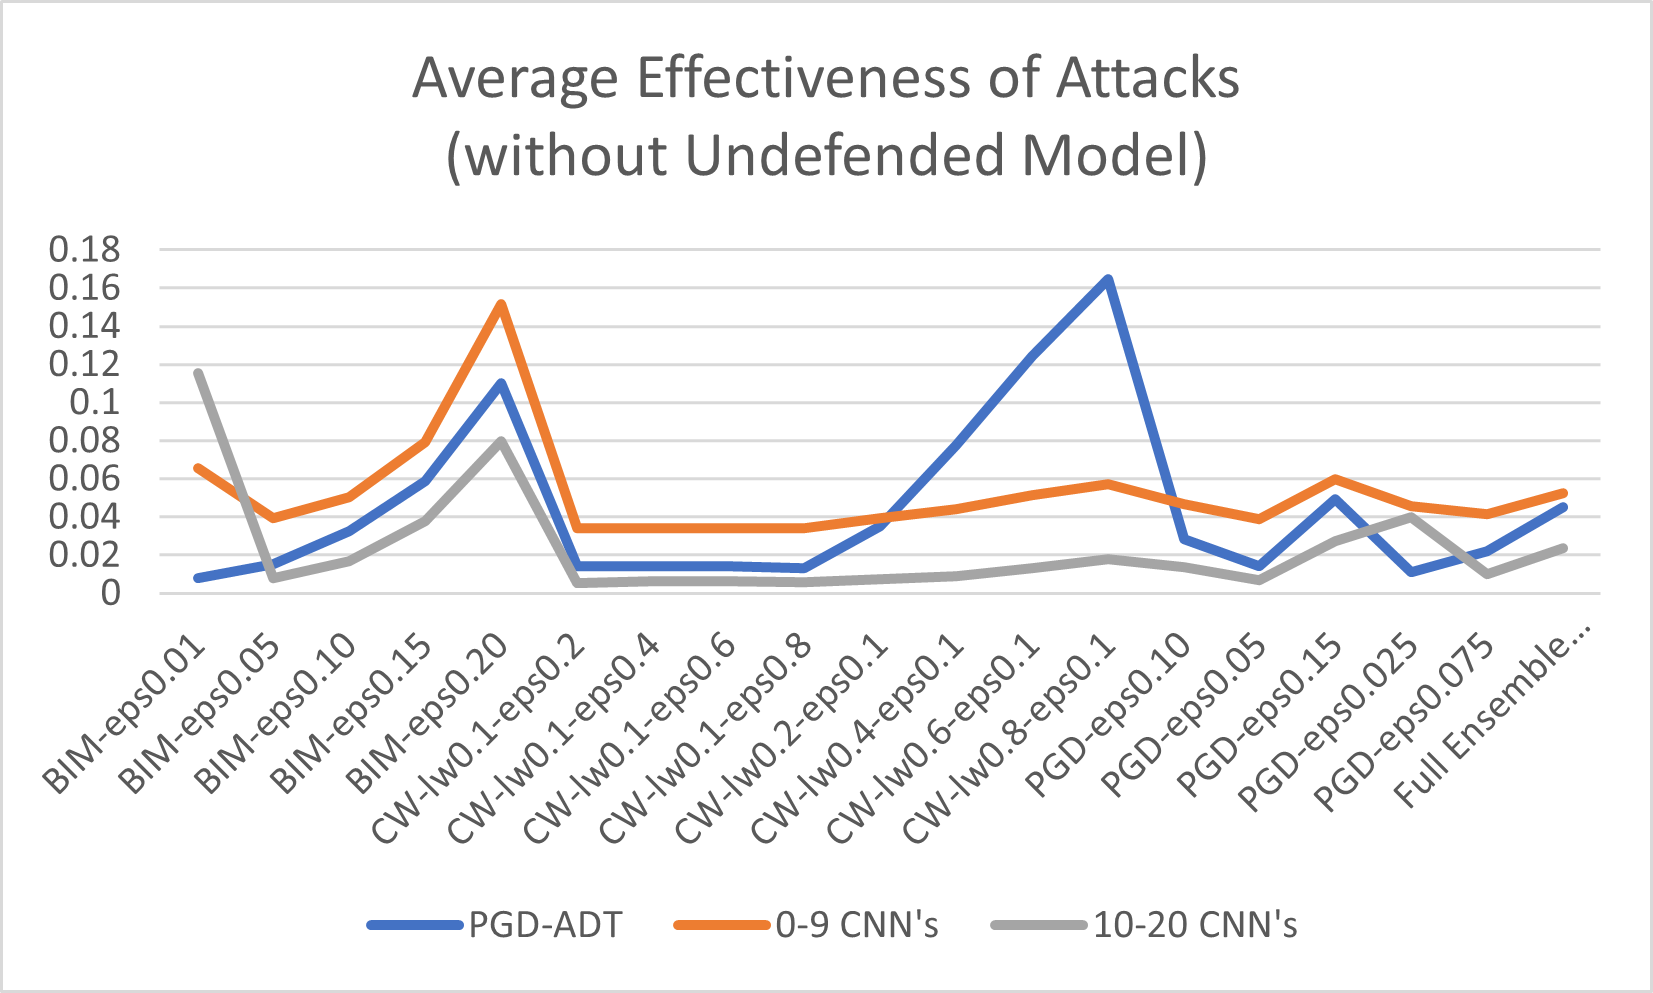 Average Effectiveness of Attacks
(without Undefended Model)
0.18
0.16
0.14
0.12
0.1
0.08
0.06
0.04
0.02
0
BIM-eps0.01
BIM-eps0.05
BIM-eps0.10
BIM-eps0.15
BIM-eps0.20
CW-lw0.1-eps0.2
CW-lw0.1-eps0.4
CW-lw0.1-eps0.6
CW-lw0.1-eps0.8
CW-lw0.2-eps0.1
CW-lw0.4-eps0.1
CW-lw0.6-eps0.1
CW-lw0.8-eps0.1
PGD-eps0.10
PGD-eps0.05
PGD-eps0.15
PGD-eps0.025
PGD-eps0.075
Full Ensemble...
PGD-ADT
0-9 CNN's
10-20 CNN's